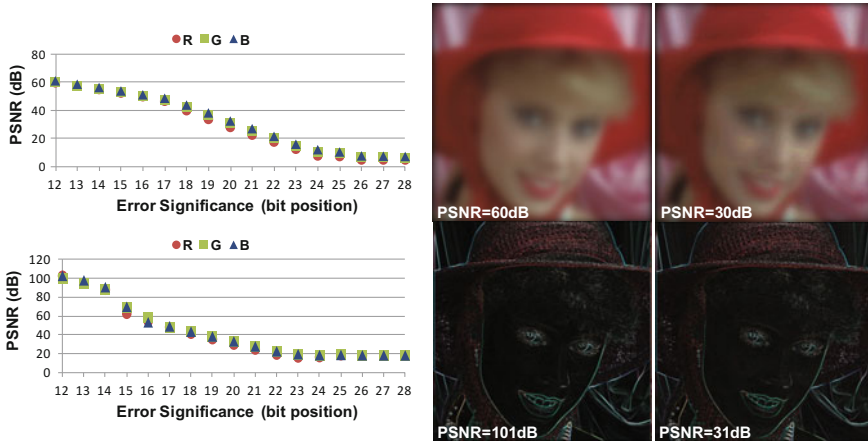 R G B
PSNR (dB)
80
60
40
20
0
12 13 14 15 16 17 18 19 20 21 22 23 24 25 26 27 28
Error Significance (bit position)
PSNR=60dB
PSNR=30dB
R G B
PSNR (dB)
120
100
80
60
40
20
0
12 13 14 15 16 17 18 19 20 21 22 23 24 25 26 27 28
Error Significance (bit position)
PSNR=101dB
PSNR=31dB